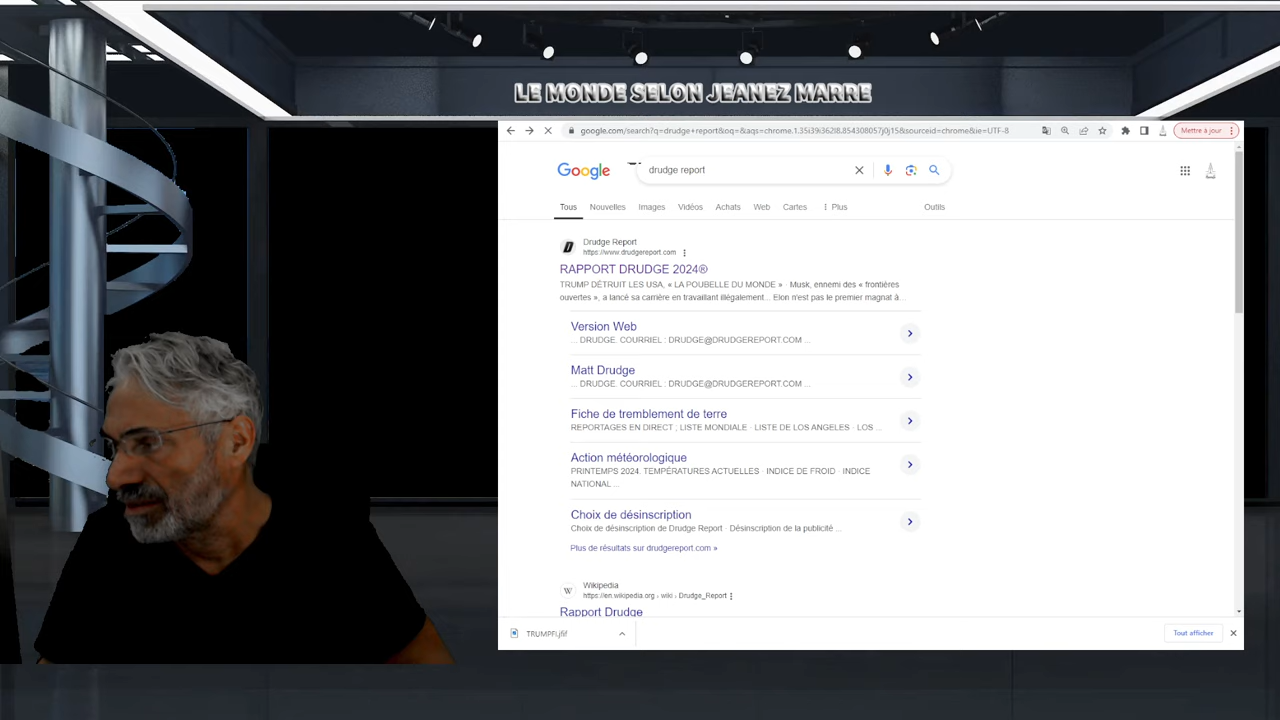 LE MONDE SELON JEANEZ MARRE
google.com/search?q=drudge+report&oq=&aqs=chrome.1.35i39i362l8.854308057j0j15&sourceid=chrome&ie=UTF-8
Mettre à jour
Google
drudge report
Tous Nouvelles Images Vidéos Achats Web Cartes Plus Outils
Drudge Report
https://www.drudgereport.com
RAPPORT DRUDGE 2024®
TRUMP DÉTRUIT LES USA, « LA POUBELLE DU MONDE » · Musk, ennemi des « frontières
ouvertes », a lancé sa carrière en travaillant illégalement... Elon n'est pas le premier magnat à...
Version Web
... DRUDGE. COURRIEL : DRUDGE@DRUDGEREPORT.COM ...
Matt Drudge
... DRUDGE. COURRIEL : DRUDGE@DRUDGEREPORT.COM ...
Fiche de tremblement de terre
REPORTAGES EN DIRECT ; LISTE MONDIALE · LISTE DE LOS ANGELES · LOS ...
Action météorologique
PRINTEMPS 2024. TEMPÉRATURES ACTUELLES · INDICE DE FROID · INDICE
NATIONAL ...
Choix de désinscription
Choix de désinscription de Drudge Report · Désinscription de la publicité ...
Plus de résultats sur drudgereport.com »
W
Wikipedia
https://en.wikipedia.org › wiki › Drudge_Report
Rapport Drudge
TRUMPFI.jfif
Tout afficher